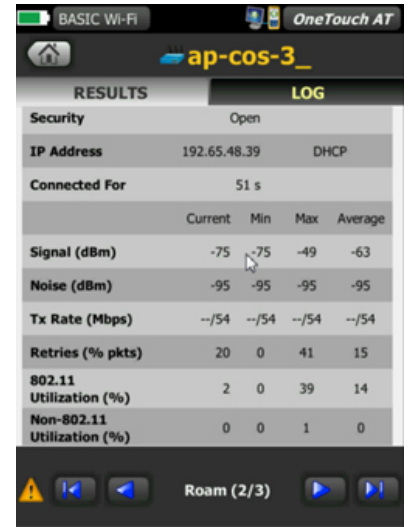 BASIC Wi-Fi OneTouch AT
ap-cos-3_
RESULTS LOG
Security Open
IP Address 192.65.48.39 DHCP
Connected For 51 s
Current Min Max Average
Signal (dBm) -75 -75 -49 -63
Noise (dBm) -95 -95 -95 -95
Tx Rate (Mbps) --/54 --/54 --/54 --/54
Retries (% pkts) 20 0 41 15
802.11
Utilization (%) 2 0 39 14
Non-802.11
Utilization (%) 0 0 1 0
Roam (2/3)